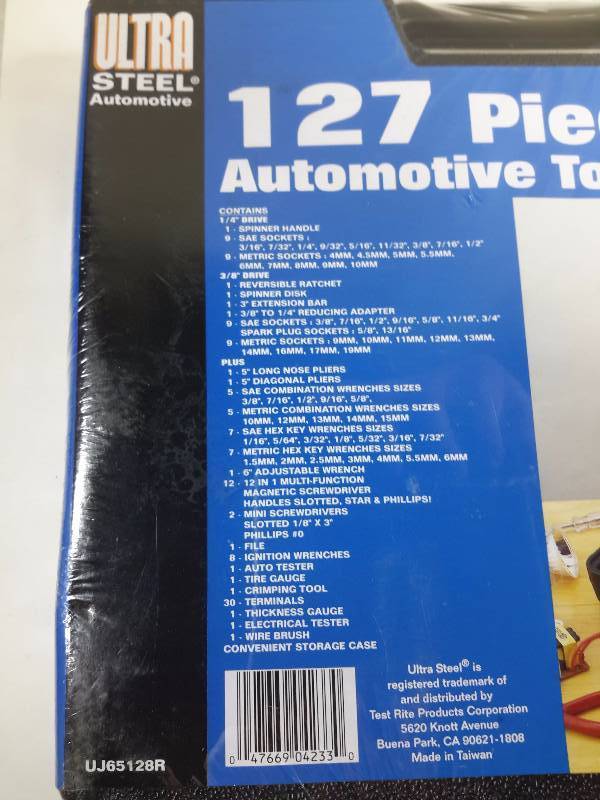 ULTRA
STEEL®
Automotive
127 Pie
Automotive To
CONTAINS
1/4" DRIVE
1 - SPINNER HANDLE
9 - SAE SOCKETS :
3/16", 7/32", 1/4", 9/32", 5/16", 11/32", 3/8", 7/16", 1/2"
9 - METRIC SOCKETS : 4MM, 4.5MM, 5MM, 5.5MM,
6MM, 7MM, 8MM, 9MM, 10MM
3/8" DRIVE
1 - REVERSIBLE RATCHET
1 - SPINNER DISK
1 - 3" EXTENSION BAR
1 - 3/8" TO 1/4" REDUCING ADAPTER
9 - SAE SOCKETS : 3/8", 7/16", 1/2", 9/16", 5/8", 11/16", 3/4"
SPARK PLUG SOCKETS : 5/8", 13/16"
9 - METRIC SOCKETS : 9MM, 10MM, 11MM, 12MM, 13MM,
14MM, 16MM, 17MM, 19MM
PLUS
1 - 5" LONG NOSE PLIERS
1 - 5" DIAGONAL PLIERS
5 - SAE COMBINATION WRENCHES SIZES
3/8", 7/16", 1/2", 9/16", 5/8",
5 - METRIC COMBINATION WRENCHES SIZES
10MM, 12MM, 13MM, 14MM, 15MM
7 - SAE HEX KEY WRENCHES SIZES
1/16", 5/64", 3/32", 1/8", 5/32", 3/16", 7/32"
7 - METRIC HEX KEY WRENCHES SIZES
1.5MM, 2MM, 2.5MM, 3MM, 4MM, 5.5MM, 6MM
1 - 6" ADJUSTABLE WRENCH
12 - 12 IN 1 MULTI-FUNCTION
MAGNETIC SCREWDRIVER
HANDLES SLOTTED, STAR & PHILLIPS!
2 - MINI SCREWDRIVERS
SLOTTED 1/8" X 3"
PHILLIPS #0
1 - FILE
8 - IGNITION WRENCHES
1 - AUTO TESTER
1 - TIRE GAUGE
1 - CRIMPING TOOL
30 - TERMINALS
1 - THICKNESS GAUGE
1 - ELECTRICAL TESTER
1 - WIRE BRUSH
CONVENIENT STORAGE CASE
Ultra Steel® is
registered trademark of
and distributed by
Test Rite Products Corporation
5620 Knott Avenue
Buena Park, CA 90621-1808
Made in Taiwan
0 47669 04233 0
UJ65128R